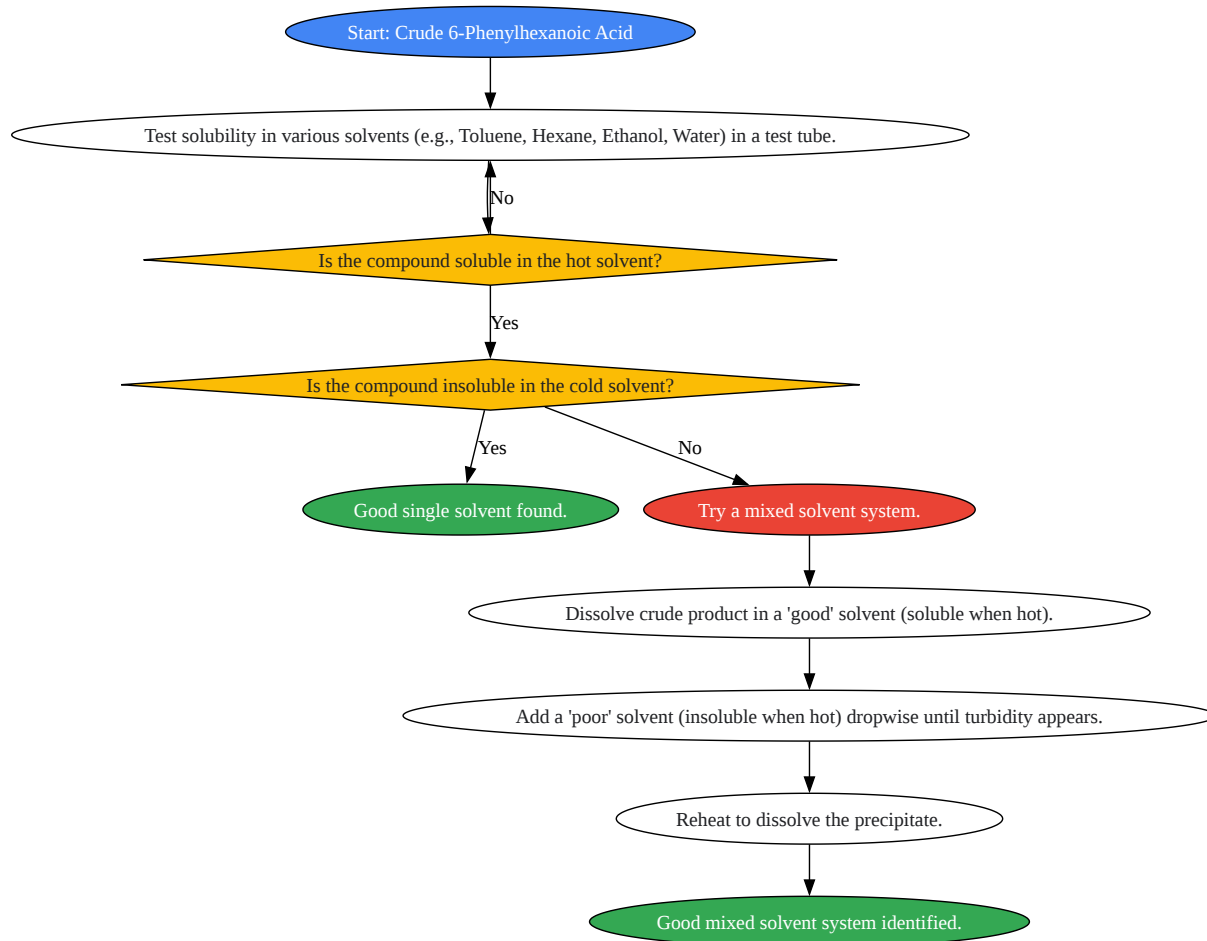 Start: Crude 6-Phenylhexanoic Acid
Test solubility in various solvents (e.g., Toluene, Hexane, Ethanol, Water) in a test tube.
No
Is the compound soluble in the hot solvent?
Yes
Is the compound insoluble in the cold solvent?
Yes
No
Good single solvent found.
Try a mixed solvent system.
Dissolve crude product in a 'good' solvent (soluble when hot).
Add a 'poor' solvent (insoluble when hot) dropwise until turbidity appears.
Reheat to dissolve the precipitate.
Good mixed solvent system identified.